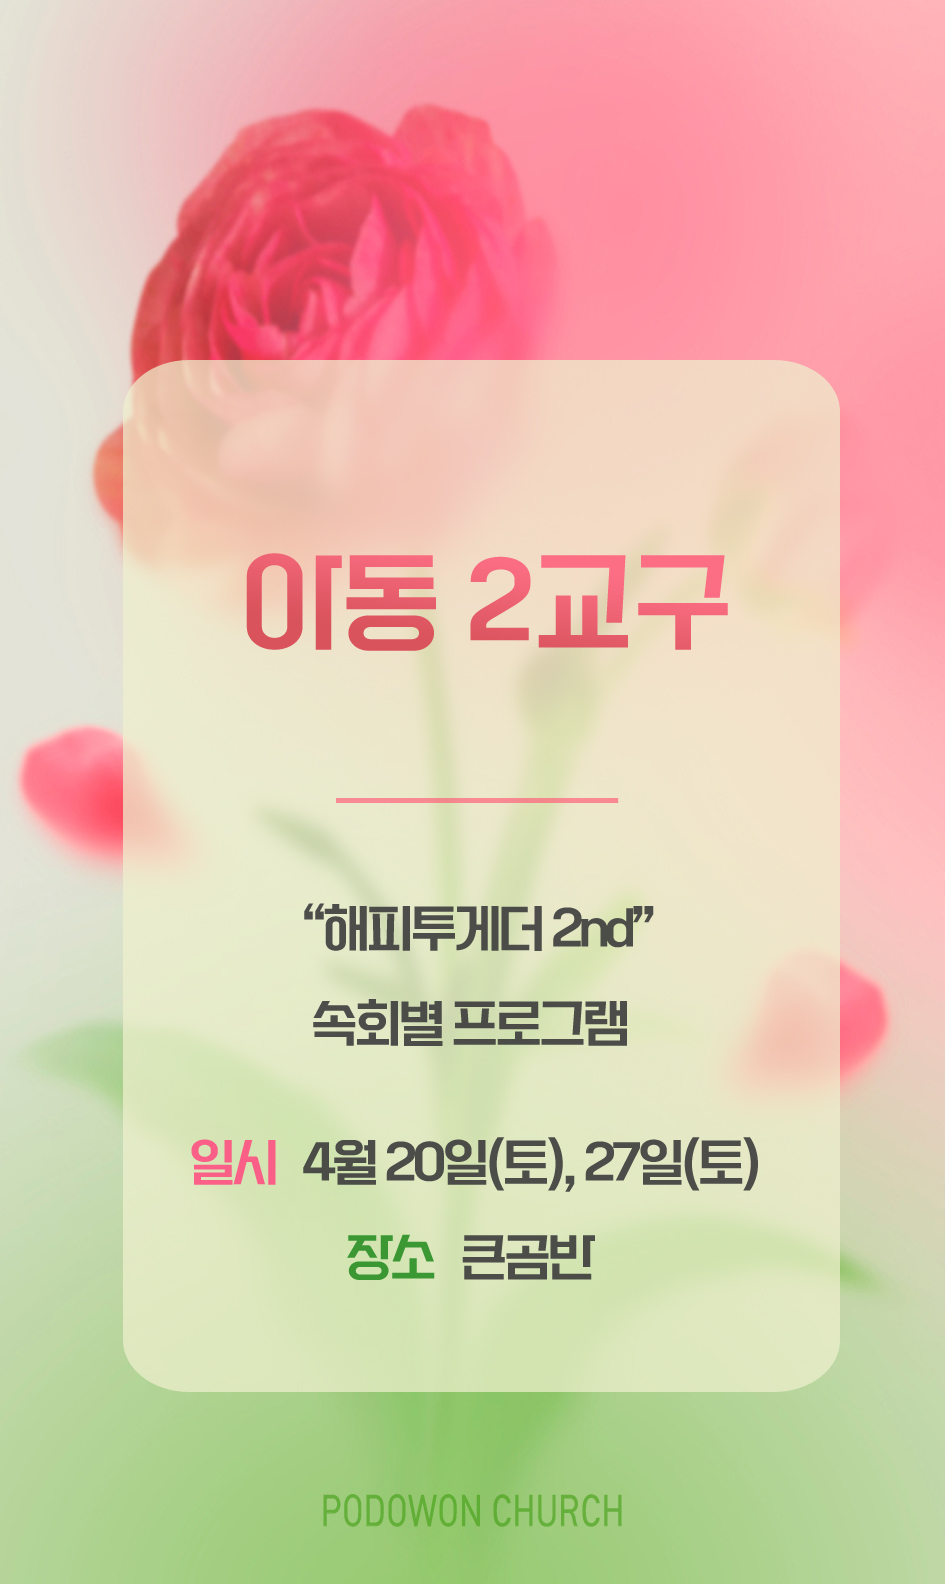 아동 2교구
“해피투게더 2nd”
속회별 프로그램
일시 4월 20일(토), 27일(토)
장소 큰곰반
PODOWON CHURCH